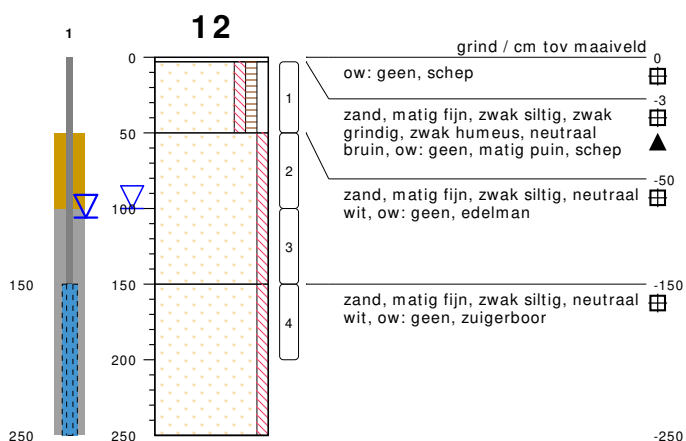 12
1
grind / cm tov maaiveld
0
0
ow: geen, schep
-3
1
zand, matig fijn, zwak siltig, zwak
grindig, zwak humeus, neutraal
bruin, ow: geen, matig puin, schep
50
2
-50
zand, matig fijn, zwak siltig, neutraal
wit, ow: geen, edelman
100
3
150
150
-150
zand, matig fijn, zwak siltig, neutraal
wit, ow: geen, zuigerboor
4
200
250
250
-250